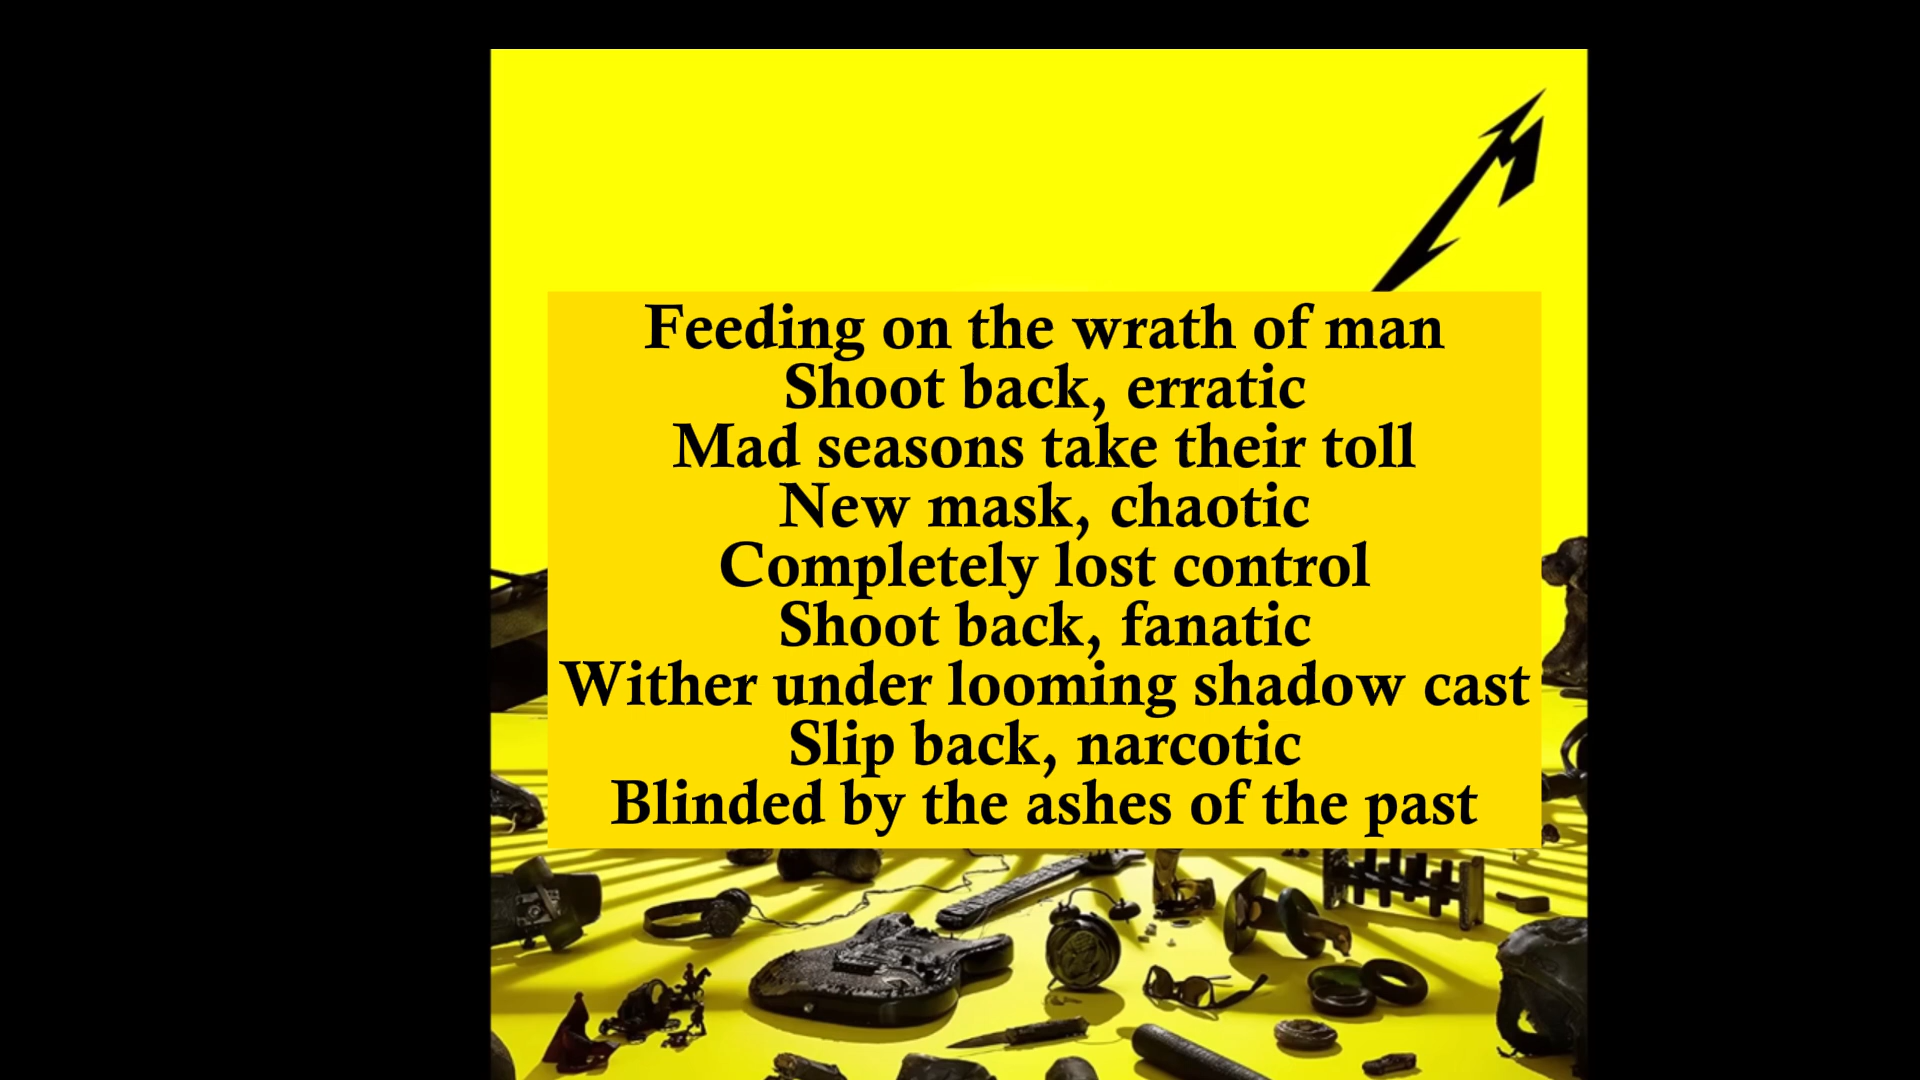 Feeding on the wrath of man
Shoot back, erratic
Mad seasons take their toll
New mask, chaotic
Completely lost control
Shoot back, fanatic
Wither under looming shadow cast
Slip back, narcotic
Blinded by the ashes of the past